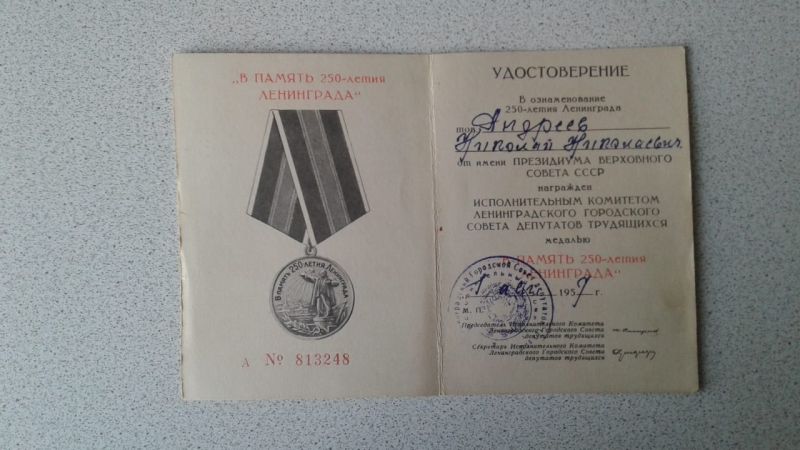 „В ПАМЯТЬ 250-летия
ЛЕНИНГРАДА“
В ПАМЯТЬ 250-ЛЕТИЯ ЛЕНИНГРАДА
А № 813248
УДОСТОВЕРЕНИЕ
В ознаменование
250-летия Ленинграда
тов. Андреев
Николай Николаевич
от имени ПРЕЗИДИУМА ВЕРХОВНОГО
СОВЕТА СССР
награжден
ИСПОЛНИТЕЛЬНЫМ КОМИТЕТОМ
ЛЕНИНГРАДСКОГО ГОРОДСКОГО
СОВЕТА ДЕПУТАТОВ ТРУДЯЩИХСЯ
медалью
„В ПАМЯТЬ 250-летия
ЛЕНИНГРАДА“
1957 г.
М. П.
Председатель Исполнительного Комитета
Ленинградского Городского Совета
депутатов трудящихся
Секретарь Исполнительного Комитета
Ленинградского Городского Совета
депутатов трудящихся